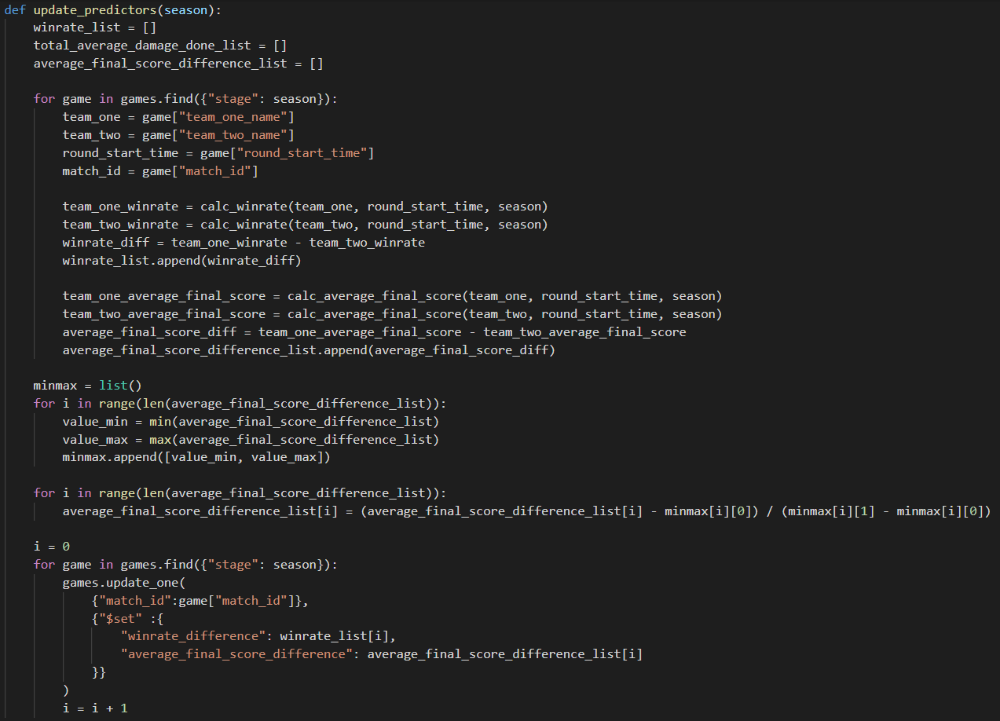 def update_predictors(season):
    winrate_list = []
    total_average_damage_done_list = []
    average_final_score_difference_list = []

    for game in games.find({"stage": season}):
        team_one = game["team_one_name"]
        team_two = game["team_two_name"]
        round_start_time = game["round_start_time"]
        match_id = game["match_id"]

        team_one_winrate = calc_winrate(team_one, round_start_time, season)
        team_two_winrate = calc_winrate(team_two, round_start_time, season)
        winrate_diff = team_one_winrate - team_two_winrate
        winrate_list.append(winrate_diff)

        team_one_average_final_score = calc_average_final_score(team_one, round_start_time, season)
        team_two_average_final_score = calc_average_final_score(team_two, round_start_time, season)
        average_final_score_diff = team_one_average_final_score - team_two_average_final_score
        average_final_score_difference_list.append(average_final_score_diff)

    minmax = list()
    for i in range(len(average_final_score_difference_list)):
        value_min = min(average_final_score_difference_list)
        value_max = max(average_final_score_difference_list)
        minmax.append([value_min, value_max])

    for i in range(len(average_final_score_difference_list)):
        average_final_score_difference_list[i] = (average_final_score_difference_list[i] - minmax[i][0]) / (minmax[i][1] - minmax[i][0])

    i = 0
    for game in games.find({"stage": season}):
        games.update_one(
            {"match_id":game["match_id"]},
            {"$set" :{
                "winrate_difference": winrate_list[i],
                "average_final_score_difference": average_final_score_difference_list[i]
            }}
        )
        i = i + 1